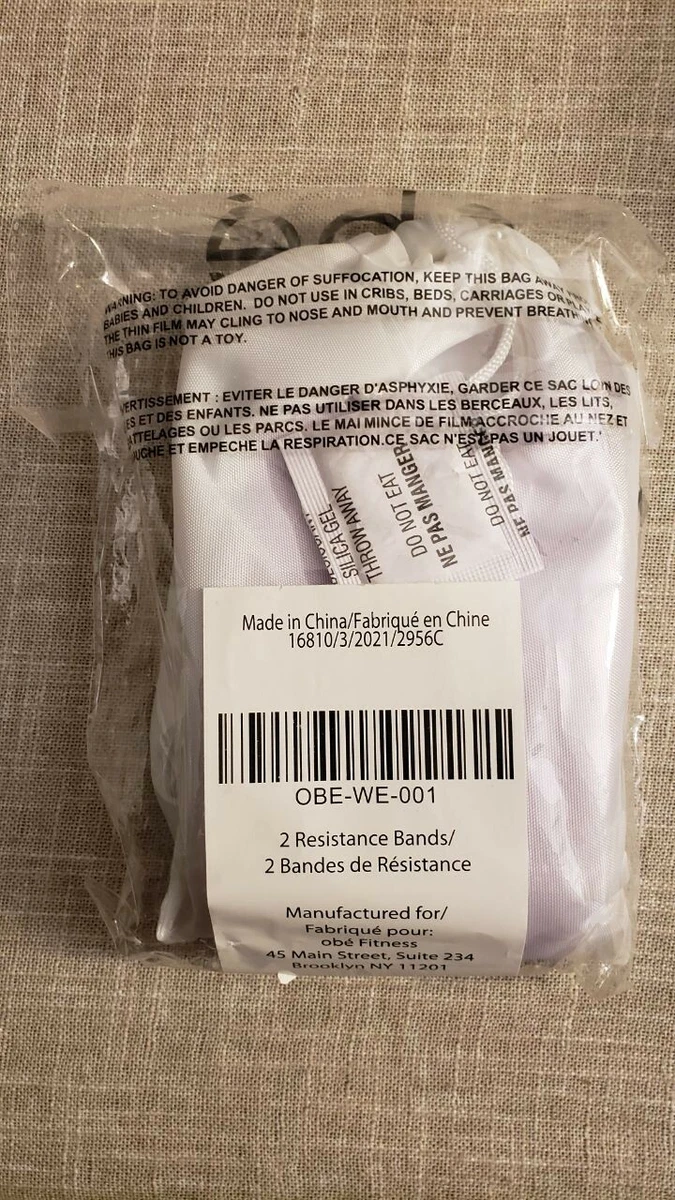 WARNING: TO AVOID DANGER OF SUFFOCATION, KEEP THIS BAG AWAY
BABIES AND CHILDREN. DO NOT USE IN CRIBS, BEDS, CARRIAGES OR
THE THIN FILM MAY CLING TO NOSE AND MOUTH AND PREVENT
THIS BAG IS NOT A TOY.
: EVITER LE DANGER D'ASPHYXIE, GARDER CE SAC LOIN DES
ET DES ENFANTS. NE PAS UTILISER DANS LES BERCEAUX, LES LITS,
OU LES PARCS. LE MAI MINCE DE FILM ACCROCHE AU NEZ ET
ET EMPECHE LA RESPIRATION.CE SAC N'EST PAS UN JOUET.'
SILICA GEL
THROW AWAY
DO NOT EAT
NE PAS MANGER
DO NOT EAT
NE PAS
Made in China/Fabriqué en Chine
16810/3/2021/2956C
OBE-WE-001
2 Resistance Bands/
2 Bandes de Résistance
Manufactured for/
Fabriqué pour:
obé Fitness
45 Main Street, Suite 234
Brooklyn NY 11201